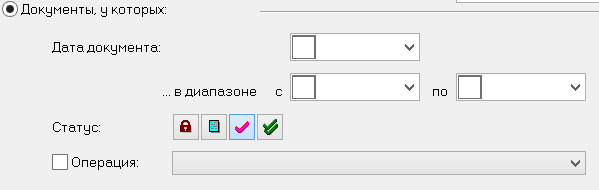 Документы, у которых:
Дата документа:
... в диапазоне с по
Статус:
Операция: